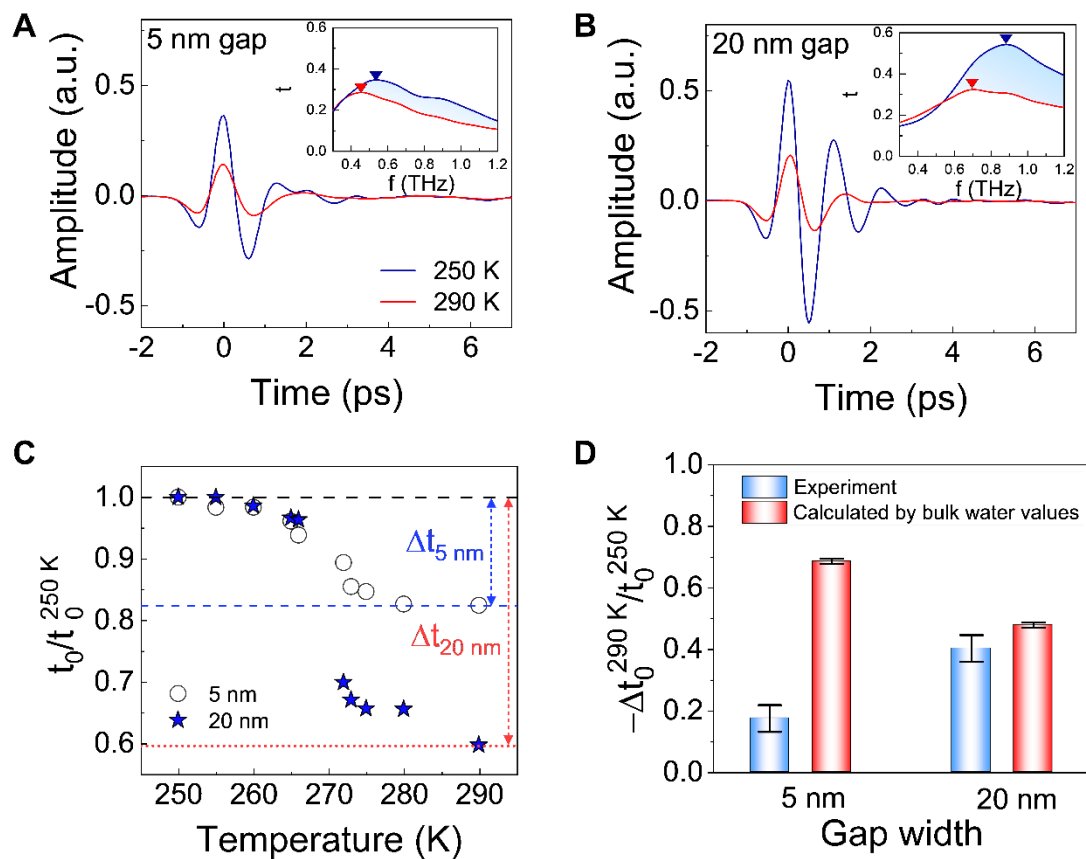 A
5 nm gap
Amplitude (a.u.)
0.5
0.0
-0.5
-2 0 2 4 6
Time (ps)
250 K
290 K
t
0.6
0.4
0.2
0.0
0.4 0.6 0.8 1.0 1.2
f (THz)
B
20 nm gap
Amplitude (a.u.)
0.5
0.0
-0.5
-2 0 2 4 6
Time (ps)
t
0.6
0.4
0.2
0.0
0.4 0.6 0.8 1.0 1.2
f (THz)
C
t₀/t₀²⁵⁰ ᴷ
1.0
0.9
0.8
0.7
0.6
Δt₅ ₙₘ
Δt₂₀ ₙₘ
5 nm
20 nm
250 260 270 280 290
Temperature (K)
D
−Δt₀²⁹⁰ ᴷ/t₀²⁵⁰ ᴷ
1.0
0.8
0.6
0.4
0.2
0.0
Experiment
Calculated by bulk water values
5 nm 20 nm
Gap width